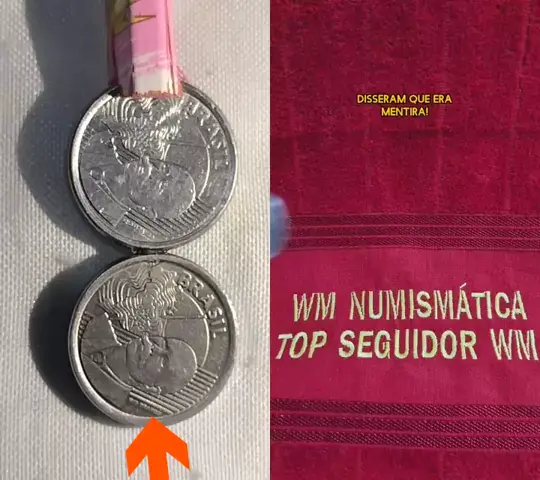 BRASIL
BRASIL
DISSERAM QUE ERA
MENTIRA!
WM NUMISMÁTICA
TOP SEGUIDOR WM